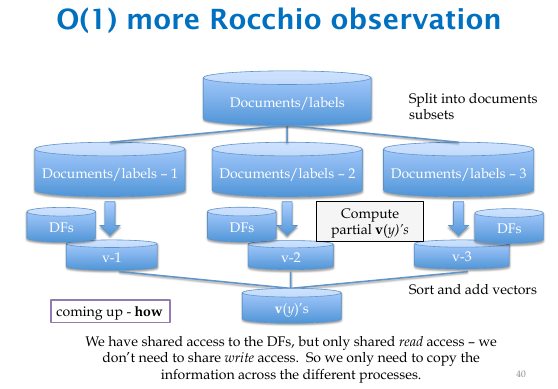 O(1) more Rocchio observation
Documents/labels
Split into documents
subsets
Documents/labels – 1
Documents/labels – 2
Documents/labels – 3
DFs
DFs
Compute
partial v(y)'s
DFs
v-1
v-2
v-3
Sort and add vectors
v(y)'s
coming up - how
We have shared access to the DFs, but only shared read access – we
don't need to share write access. So we only need to copy the
information across the different processes.
40